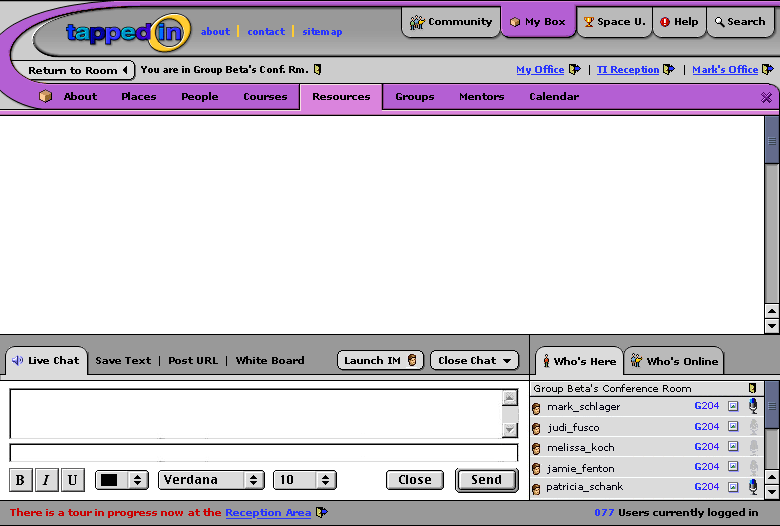 tapped in
about | contact | sitemap
Community
My Box
Space U.
Help
Search
Return to Room
You are in Group Beta's Conf. Rm.
My Office | TI Reception | Mark's Office
About Places People Courses Resources Groups Mentors Calendar
Live Chat
Save Text | Post URL | White Board
Launch IM
Close Chat
Who's Here
Who's Online
Group Beta's Conference Room
mark_schlager G204
judi_fusco G204
melissa_koch G204
jamie_fenton G204
patricia_schank G204
B I U
Verdana
10
Close
Send
There is a tour in progress now at the Reception Area
077 Users currently logged in